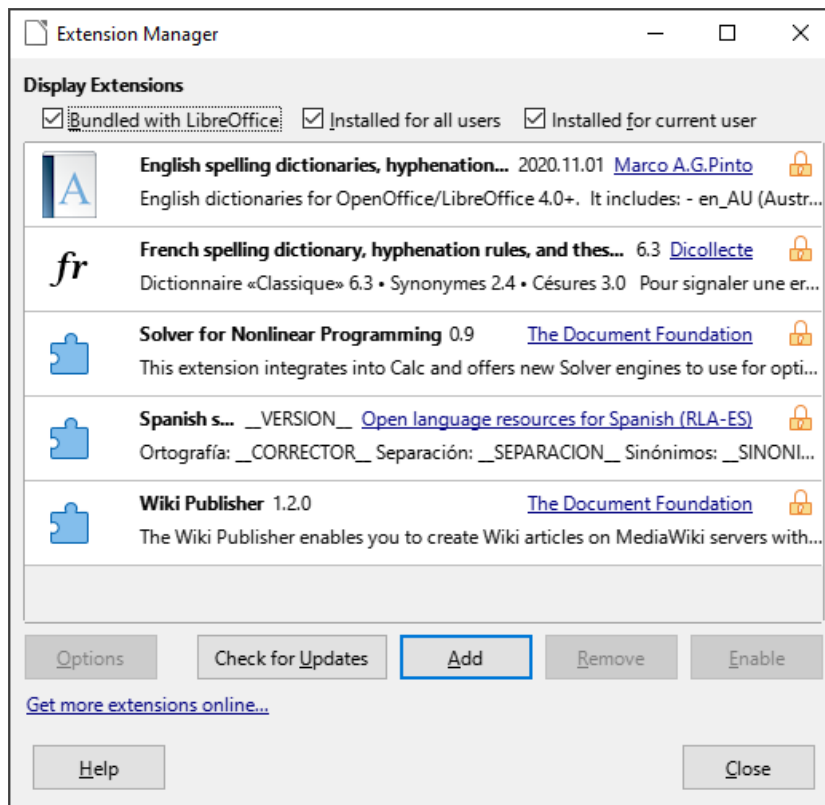 Extension Manager
Display Extensions
Bundled with LibreOffice Installed for all users Installed for current user
A English spelling dictionaries, hyphenation... 2020.11.01 Marco A.G.Pinto
English dictionaries for OpenOffice/LibreOffice 4.0+. It includes: - en_AU (Austr...
fr French spelling dictionary, hyphenation rules, and thes... 6.3 Dicollecte
Dictionnaire «Classique» 6.3 • Synonymes 2.4 • Césures 3.0 Pour signaler une er...
Solver for Nonlinear Programming 0.9 The Document Foundation
This extension integrates into Calc and offers new Solver engines to use for opti...
Spanish s... __VERSION__ Open language resources for Spanish (RLA-ES)
Ortografía: __CORRECTOR__ Separación: __SEPARACION__ Sinónimos: __SINONI...
Wiki Publisher 1.2.0 The Document Foundation
The Wiki Publisher enables you to create Wiki articles on MediaWiki servers with...
Options Check for Updates Add Remove Enable
Get more extensions online...
Help Close